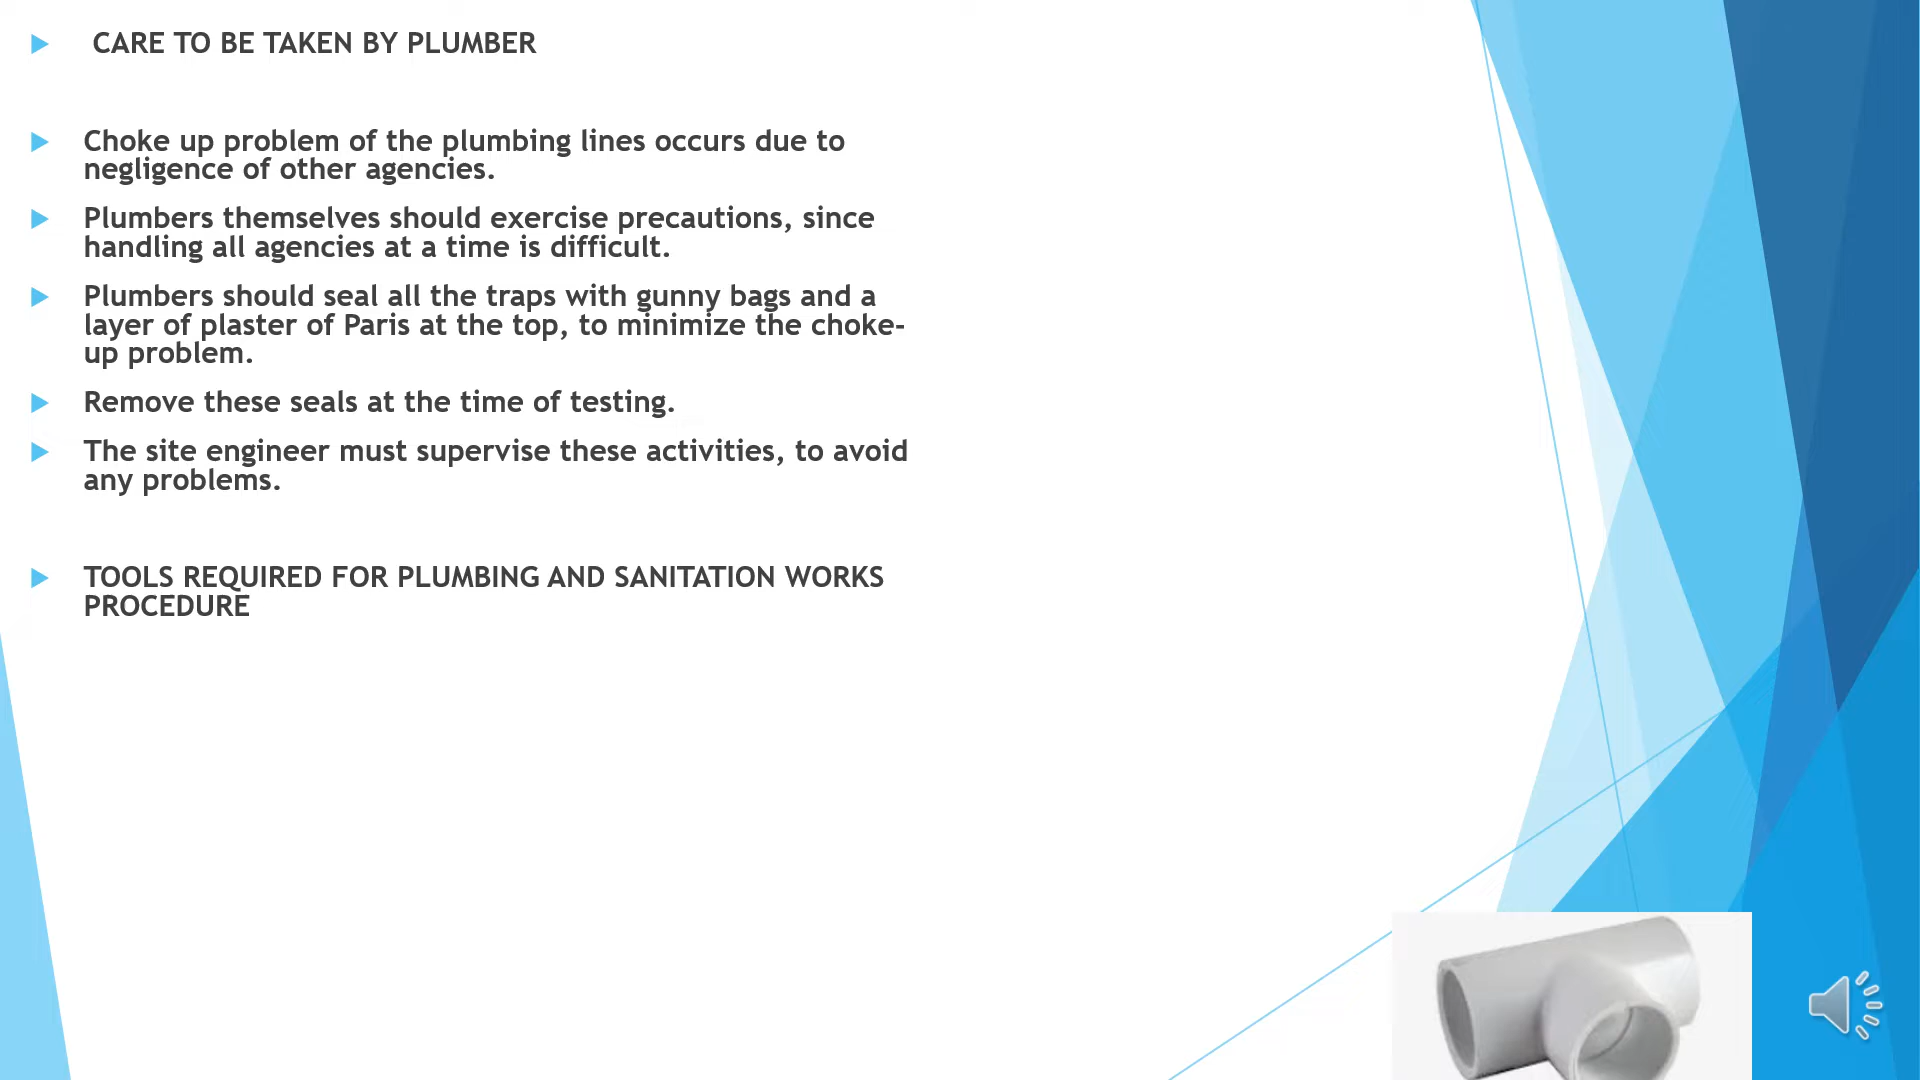 CARE TO BE TAKEN BY PLUMBER
Choke up problem of the plumbing lines occurs due to
negligence of other agencies.
Plumbers themselves should exercise precautions, since
handling all agencies at a time is difficult.
Plumbers should seal all the traps with gunny bags and a
layer of plaster of Paris at the top, to minimize the choke-
up problem.
Remove these seals at the time of testing.
The site engineer must supervise these activities, to avoid
any problems.
TOOLS REQUIRED FOR PLUMBING AND SANITATION WORKS
PROCEDURE